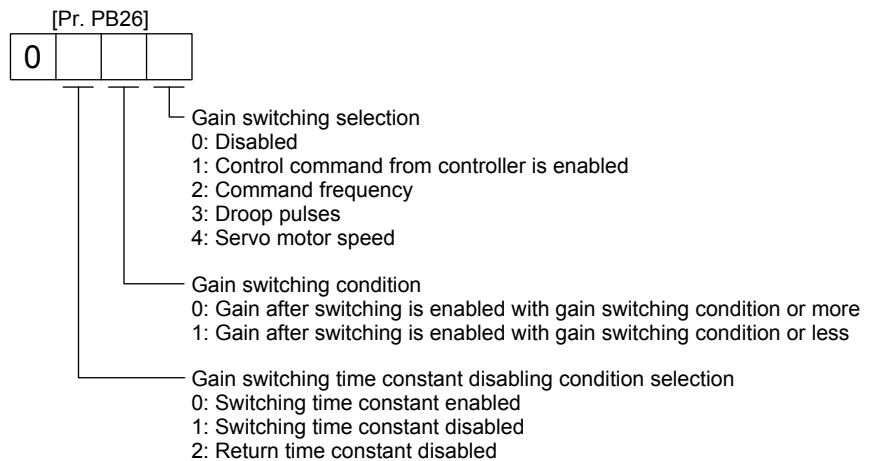 [Pr. PB26]
0
Gain switching selection
0: Disabled
1: Control command from controller is enabled
2: Command frequency
3: Droop pulses
4: Servo motor speed
Gain switching condition
0: Gain after switching is enabled with gain switching condition or more
1: Gain after switching is enabled with gain switching condition or less
Gain switching time constant disabling condition selection
0: Switching time constant enabled
1: Switching time constant disabled
2: Return time constant disabled